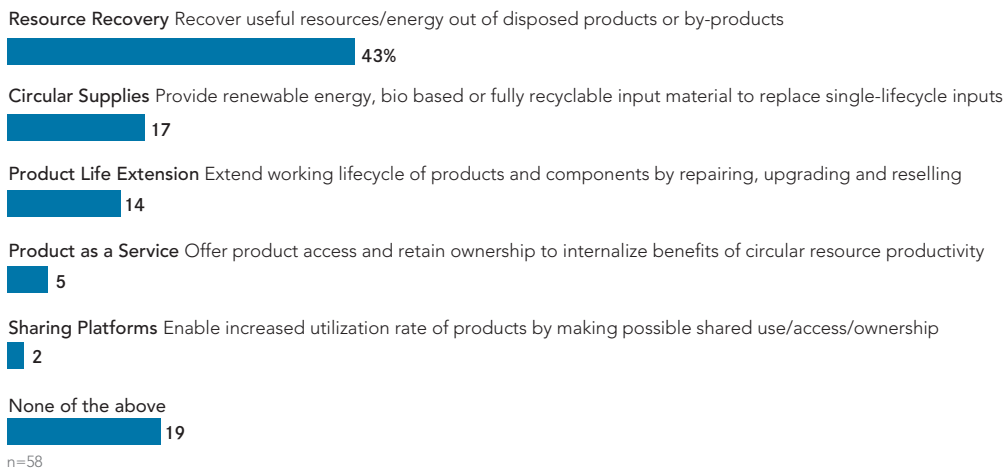 Resource Recovery Recover useful resources/energy out of disposed products or by-products
43%
Circular Supplies Provide renewable energy, bio based or fully recyclable input material to replace single-lifecycle inputs
17
Product Life Extension Extend working lifecycle of products and components by repairing, upgrading and reselling
14
Product as a Service Offer product access and retain ownership to internalize benefits of circular resource productivity
5
Sharing Platforms Enable increased utilization rate of products by making possible shared use/access/ownership
2
None of the above
19
n=58